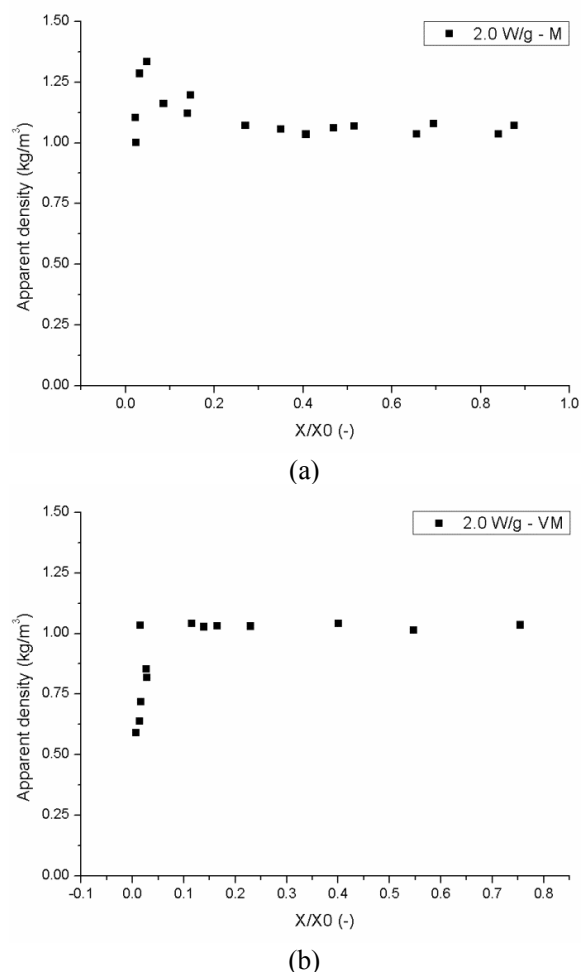 2.0 W/g - M
1.50
1.25
1.00
0.75
0.50
0.25
0.00
Apparent density (kg/m³)
0.0 0.2 0.4 0.6 0.8 1.0
X/X0 (-)
(a)
2.0 W/g - VM
1.50
1.25
1.00
0.75
0.50
0.25
0.00
Apparent density (kg/m³)
-0.1 0.0 0.1 0.2 0.3 0.4 0.5 0.6 0.7 0.8
X/X0 (-)
(b)